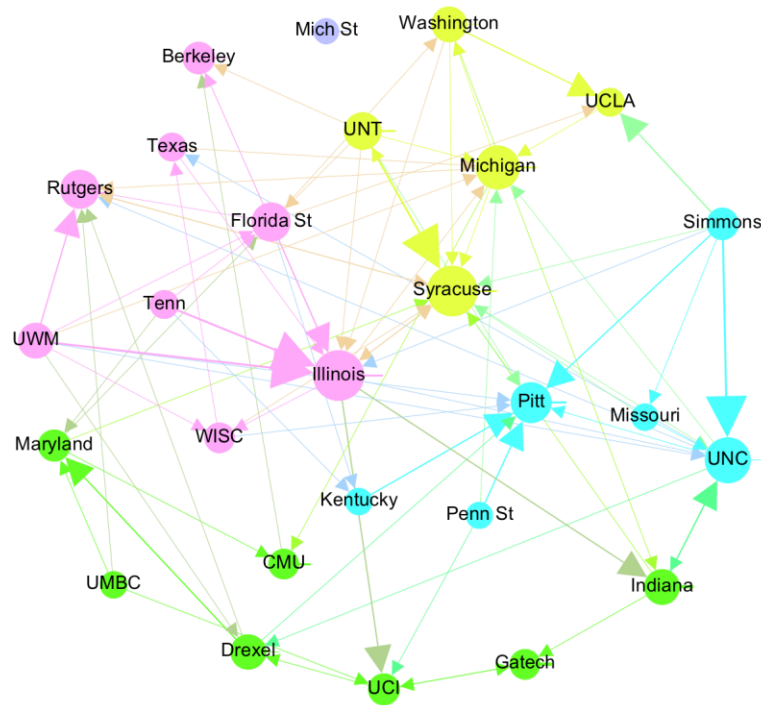 Mich St
Washington
Berkeley
UCLA
UNT
Texas
Michigan
Rutgers
Florida St
Simmons
Syracuse
Tenn
UWM
Illinois
Pitt
Missouri
Maryland
WISC
UNC
Kentucky
Penn St
CMU
UMBC
Indiana
Drexel
Gatech
UCI